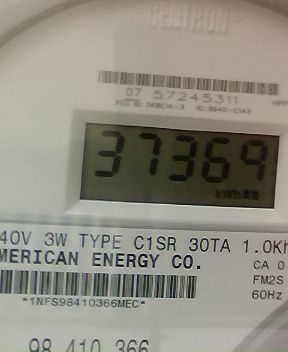 CENTRON
07 57245311
37369
kWh
40V 3W TYPE C1SR 30TA 1.0Kh
MERICAN ENERGY CO.
CA 0
FM2S
60Hz
*1NFS98410366MEC*
98 410 366